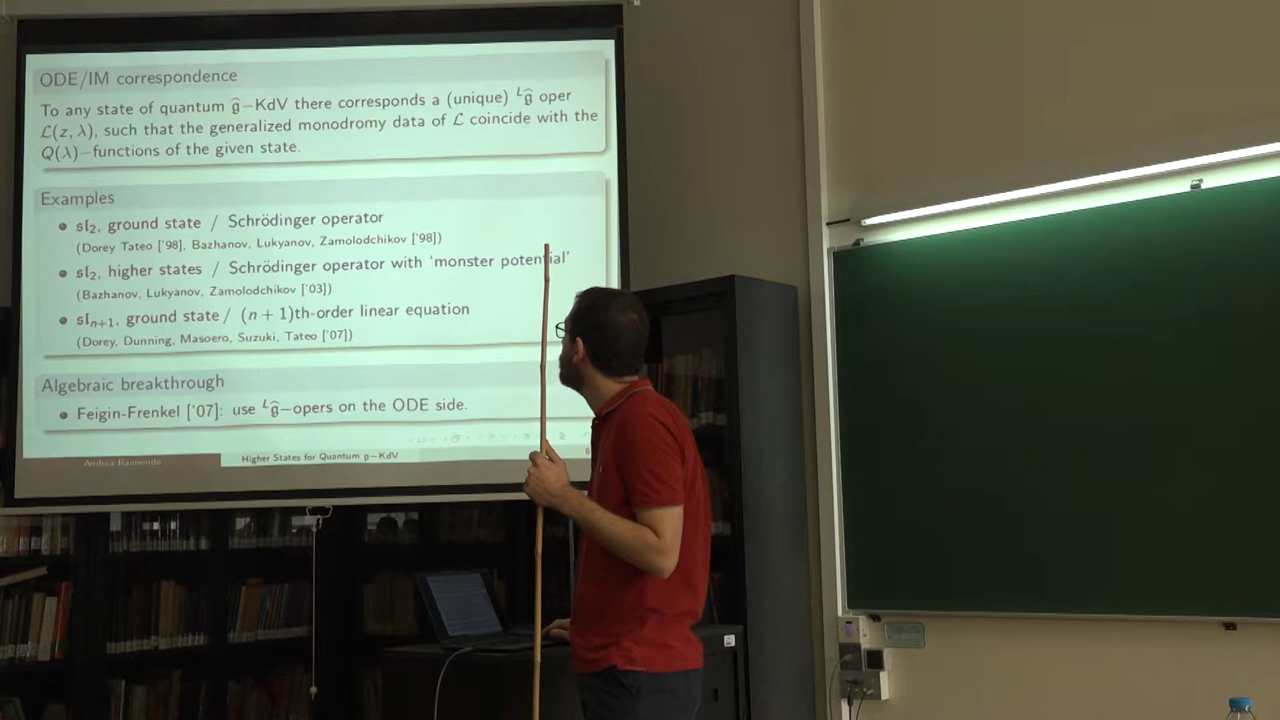 ODE/IM correspondence
To any state of quantum 𝔤̂−KdV there corresponds a (unique) ᴸ𝔤̂ oper
ℒ(z, λ), such that the generalized monodromy data of ℒ coincide with the
Q(λ)−functions of the given state.
Examples
• 𝔰𝔩₂, ground state / Schrödinger operator
(Dorey Tateo ['98], Bazhanov, Lukyanov, Zamolodchikov ['98])
• 𝔰𝔩₂, higher states / Schrödinger operator with 'monster potential'
(Bazhanov, Lukyanov, Zamolodchikov ['03])
• 𝔰𝔩ₙ₊₁, ground state / (n + 1)th-order linear equation
(Dorey, Dunning, Masoero, Suzuki, Tateo ['07])
Algebraic breakthrough
• Feigin-Frenkel ['07]: use ᴸ𝔤̂−opers on the ODE side.
Andrea Raimondo Higher States for Quantum 𝔤−KdV